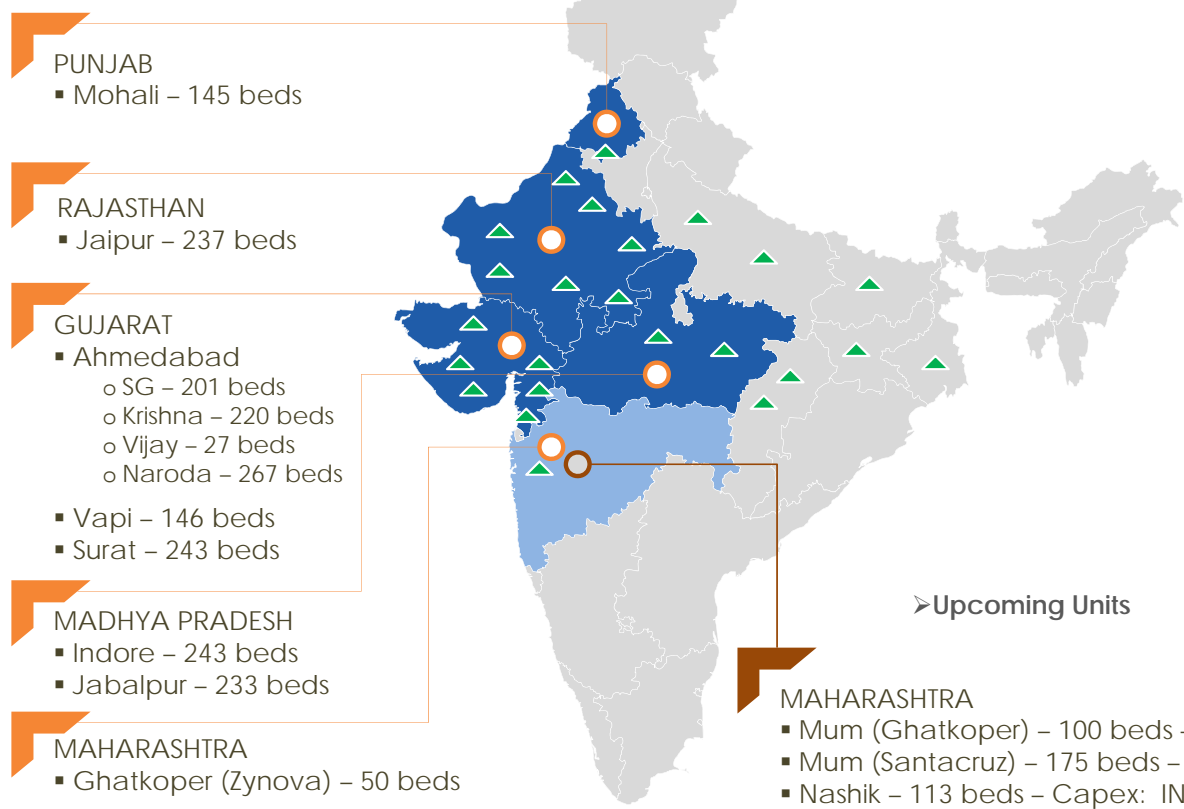 PUNJAB
▪ Mohali – 145 beds
RAJASTHAN
▪ Jaipur – 237 beds
GUJARAT
▪ Ahmedabad
o SG – 201 beds
o Krishna – 220 beds
o Vijay – 27 beds
o Naroda – 267 beds
▪ Vapi – 146 beds
▪ Surat – 243 beds
MADHYA PRADESH
▪ Indore – 243 beds
▪ Jabalpur – 233 beds
MAHARASHTRA
▪ Ghatkoper (Zynova) – 50 beds
➢Upcoming Units
MAHARASHTRA
▪ Mum (Ghatkoper) – 100 beds –
▪ Mum (Santacruz) – 175 beds –
▪ Nashik – 113 beds – Capex: IN